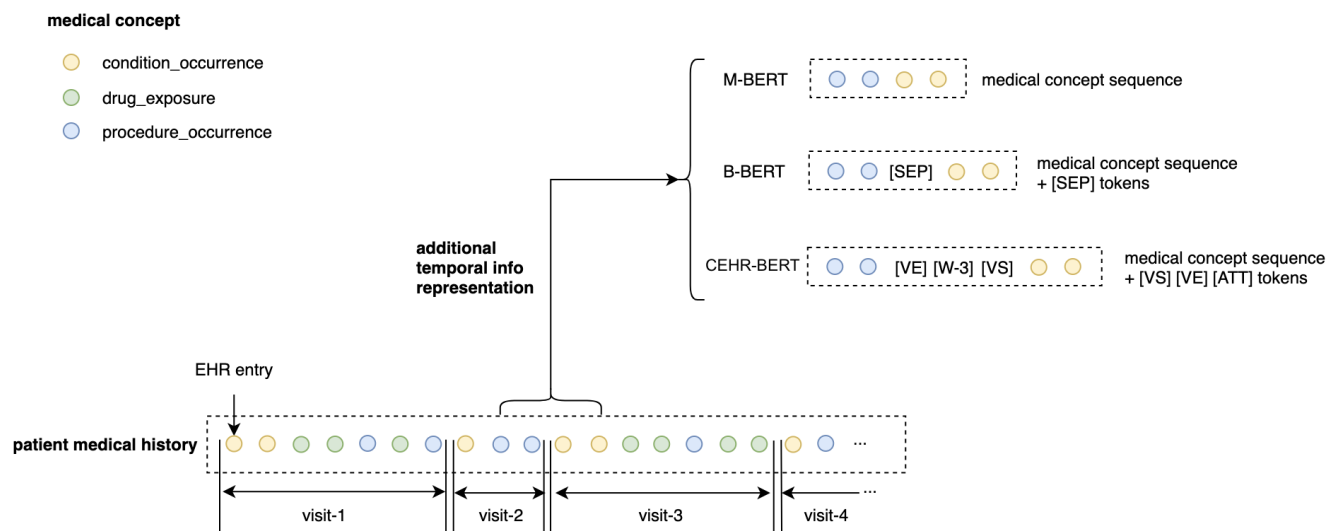 medical concept
condition_occurrence
drug_exposure
procedure_occurrence
M-BERT
medical concept sequence
B-BERT
[SEP]
medical concept sequence
+ [SEP] tokens
additional
temporal info
representation
CEHR-BERT
[VE] [W-3] [VS]
medical concept sequence
+ [VS] [VE] [ATT] tokens
EHR entry
patient medical history
...
visit-1
visit-2
visit-3
visit-4
...